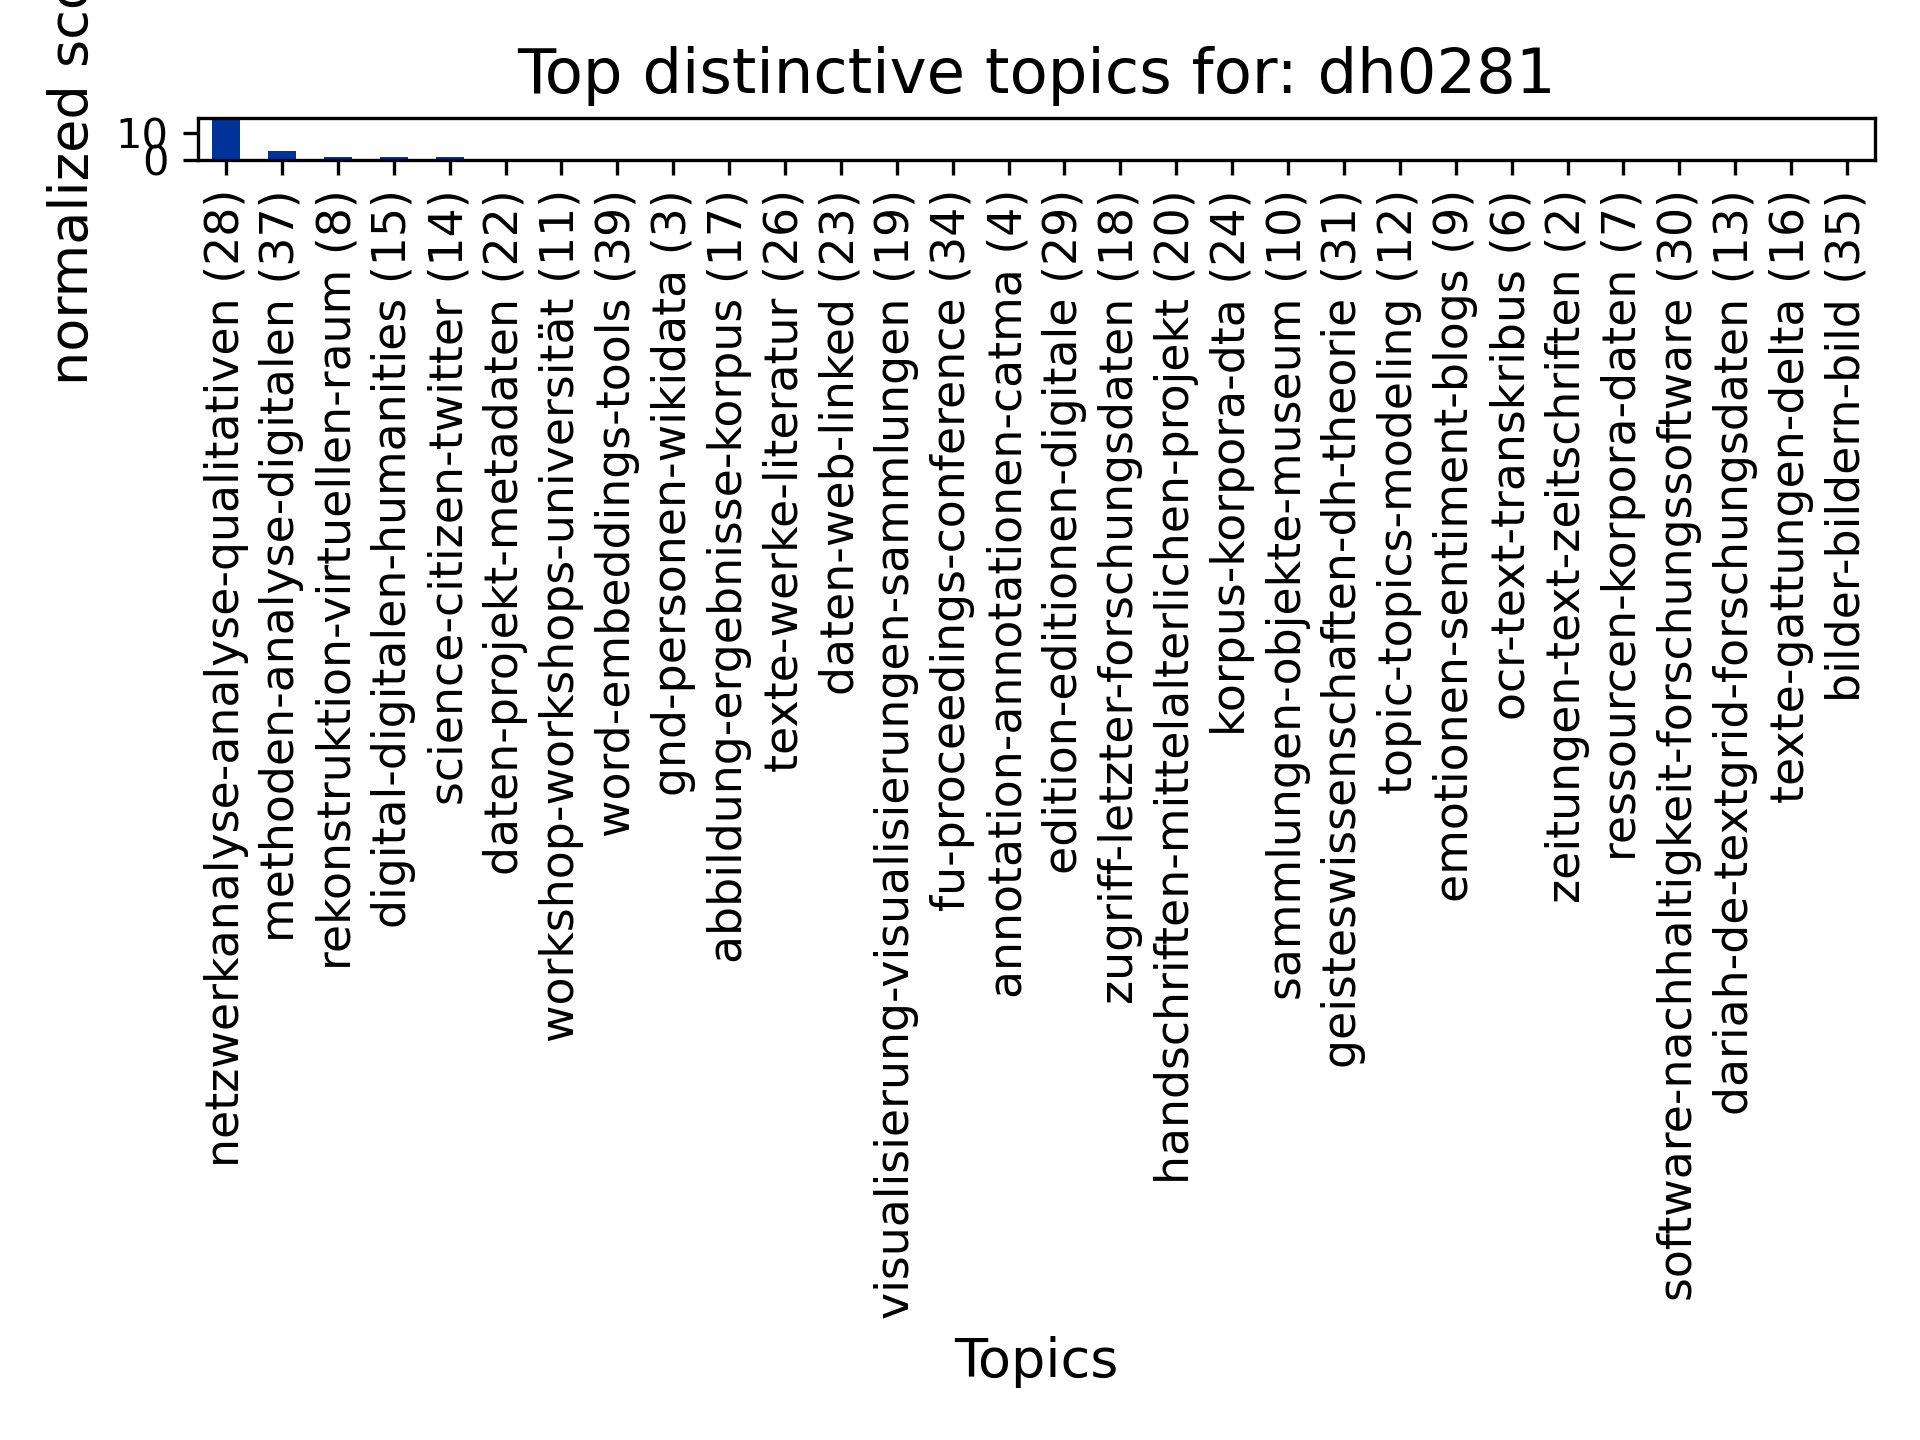 Top distinctive topics for: dh0281
normalized
10
0
netzwerkanalyse-analyse-qualitativen (28)
methoden-analyse-digitalen (37)
rekonstruktion-virtuellen-raum (8)
digital-digitalen-humanities (15)
science-citizen-twitter (14)
daten-projekt-metadaten (22)
workshop-workshops-universität (11)
word-embeddings-tools (39)
gnd-personen-wikidata (3)
abbildung-ergebnisse-korpus (17)
texte-werke-literatur (26)
daten-web-linked (23)
visualisierung-visualisierungen-sammlungen (19)
fu-proceedings-conference (34)
annotation-annotationen-catma (4)
edition-editionen-digitale (29)
zugriff-letzter-forschungsdaten (18)
handschriften-mittelalterlichen-projekt (20)
korpus-korpora-dta (24)
sammlungen-objekte-museum (10)
geisteswissenschaften-dh-theorie (31)
topic-topics-modeling (12)
emotionen-sentiment-blogs (9)
ocr-text-transkribus (6)
zeitungen-text-zeitschriften (2)
ressourcen-korpora-daten (7)
software-nachhaltigkeit-forschungssoftware (30)
dariah-de-textgrid-forschungsdaten (13)
texte-gattungen-delta (16)
bilder-bildern-bild (35)
Topics